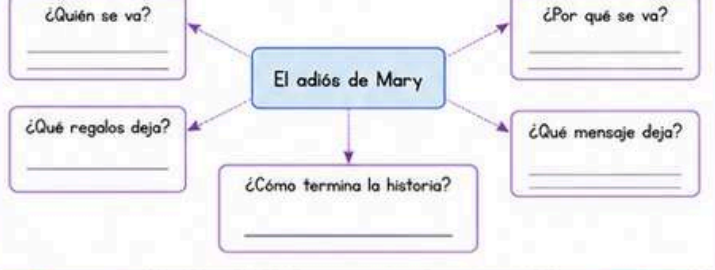 ¿Quién se va?
¿Por qué se va?
El adiós de Mary
¿Qué regalos deja?
¿Qué mensaje deja?
¿Cómo termina la historia?